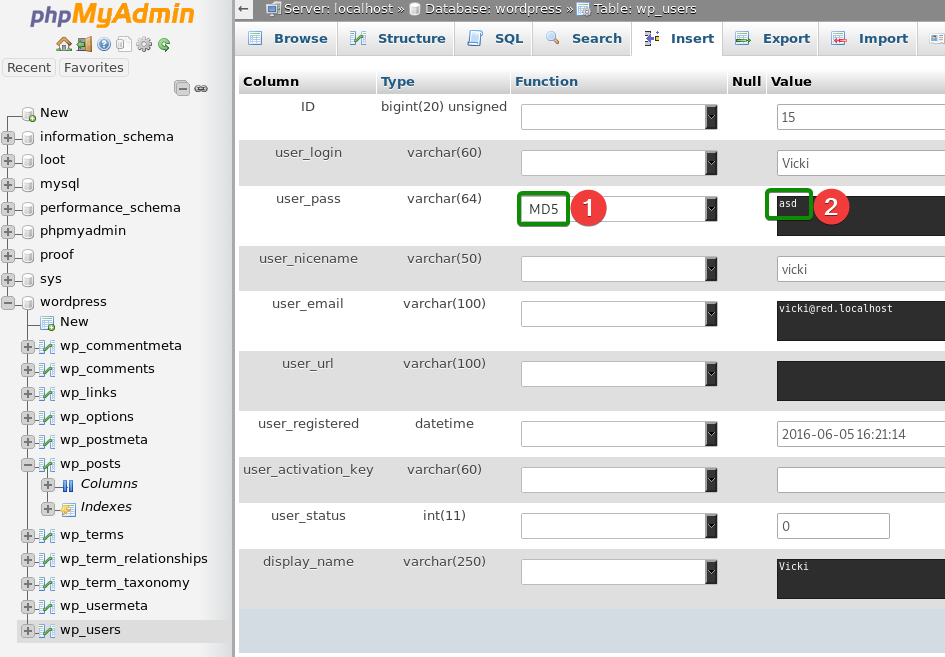 phpMyAdmin
Recent Favorites
New
information_schema
loot
mysql
performance_schema
phpmyadmin
proof
sys
wordpress
New
wp_commentmeta
wp_comments
wp_links
wp_options
wp_postmeta
wp_posts
Columns
Indexes
wp_terms
wp_term_relationships
wp_term_taxonomy
wp_usermeta
wp_users
Server: localhost » Database: wordpress » Table: wp_users
Browse Structure SQL Search Insert Export Import
Column Type Function Null Value
ID bigint(20) unsigned 15
user_login varchar(60) Vicki
user_pass varchar(64) MD5 1 asd 2
user_nicename varchar(50) vicki
user_email varchar(100) vicki@red.localhost
user_url varchar(100)
user_registered datetime 2016-06-05 16:21:14
user_activation_key varchar(60)
user_status int(11) 0
display_name varchar(250) Vicki